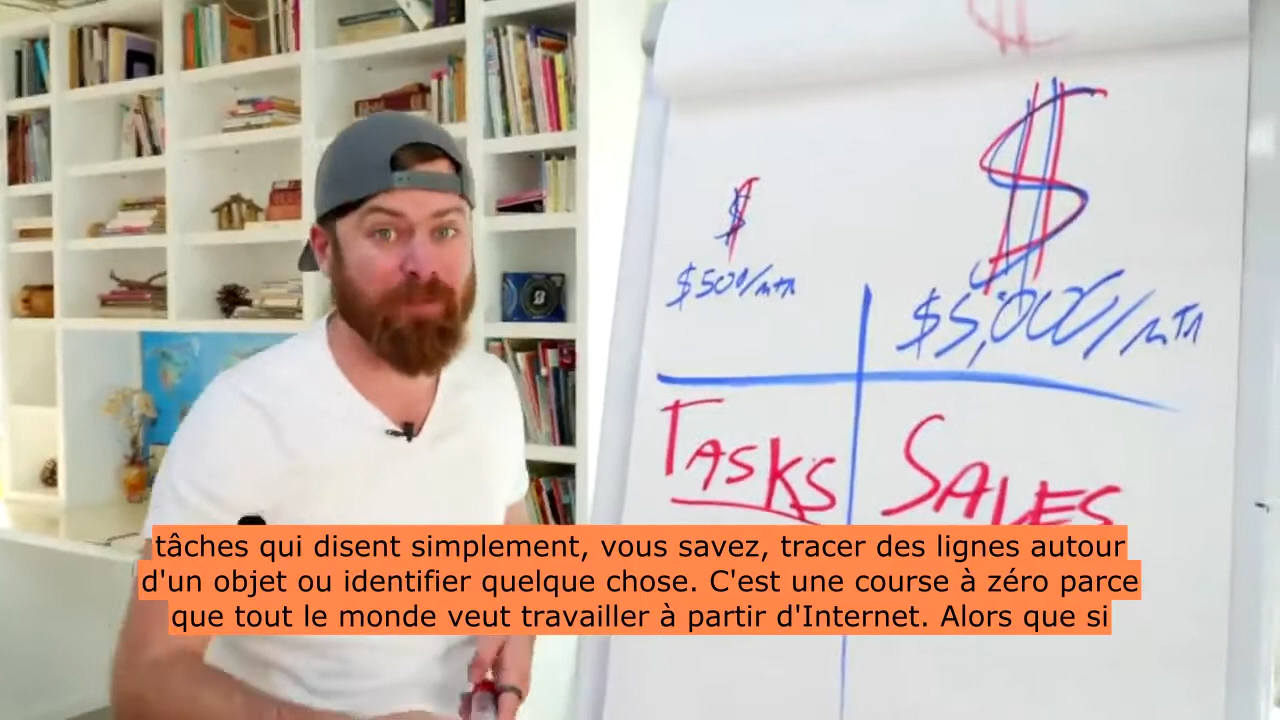 $
$
$500/mth
$5,000/mth
TASKS
SALES
tâches qui disent simplement, vous savez, tracer des lignes autour
d'un objet ou identifier quelque chose. C'est une course à zéro parce
que tout le monde veut travailler à partir d'Internet. Alors que si